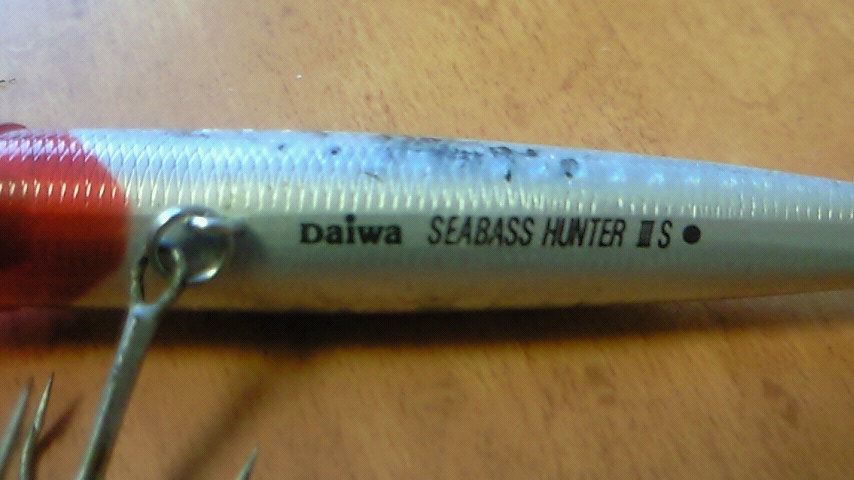 Daiwa SEABASS HUNTER III S ●